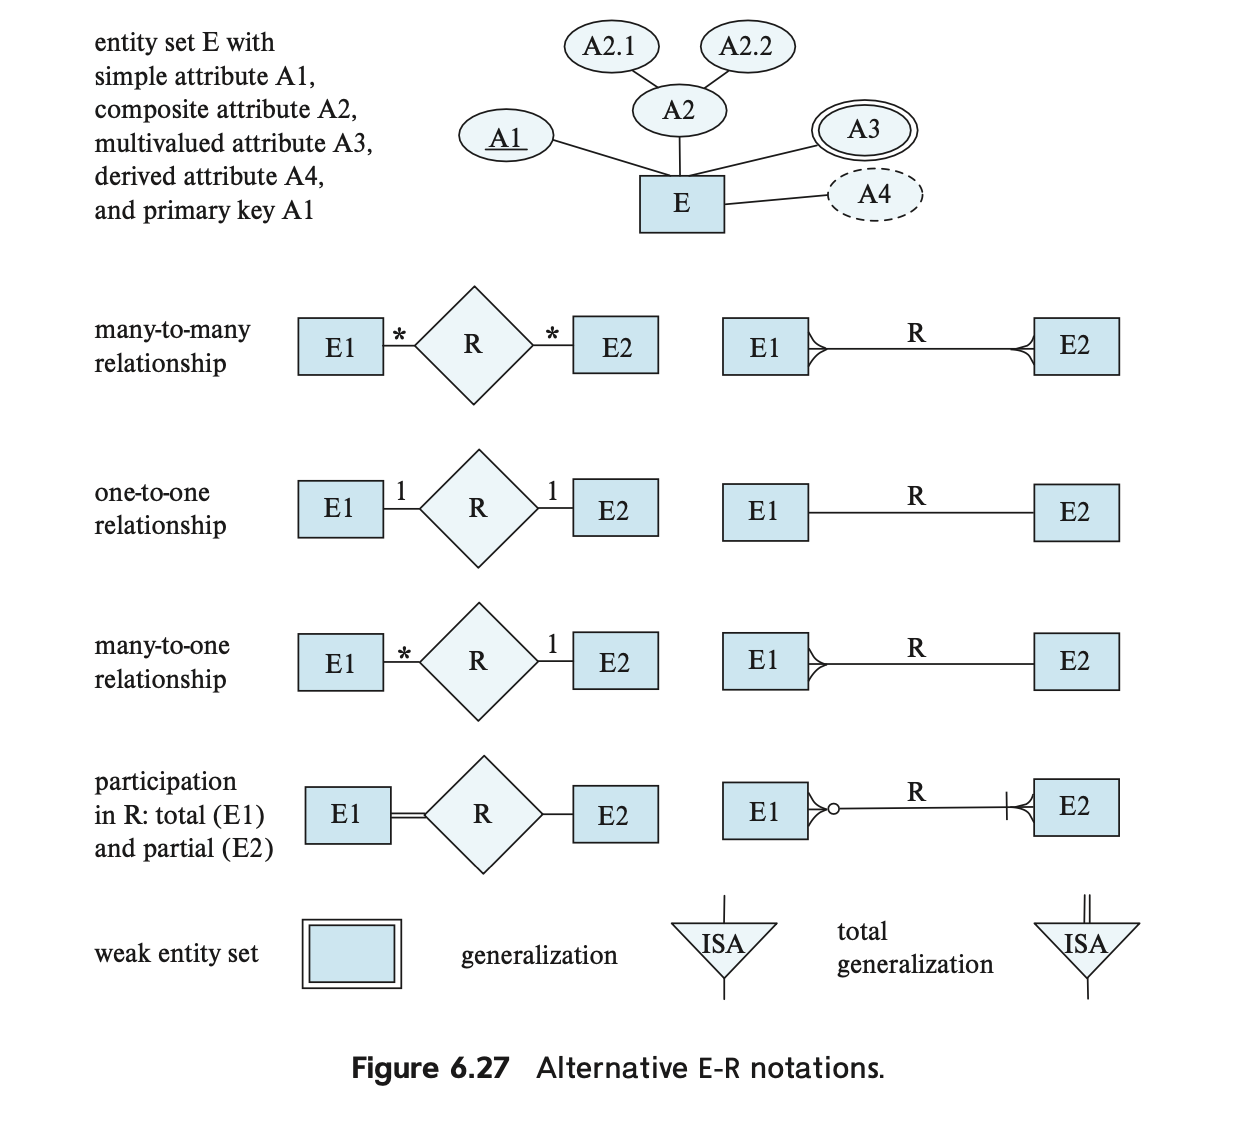 entity set E with
simple attribute A1,
composite attribute A2,
multivalued attribute A3,
derived attribute A4,
and primary key A1
A2.1
A2.2
A2
A1
A3
E
A4
many-to-many
relationship
E1
*
R
*
E2
E1
R
E2
one-to-one
relationship
E1
1
R
1
E2
E1
R
E2
many-to-one
relationship
E1
*
R
1
E2
E1
R
E2
participation
in R: total (E1)
and partial (E2)
E1
R
E2
E1
R
E2
weak entity set
generalization
ISA
total
generalization
ISA
Figure 6.27 Alternative E-R notations.